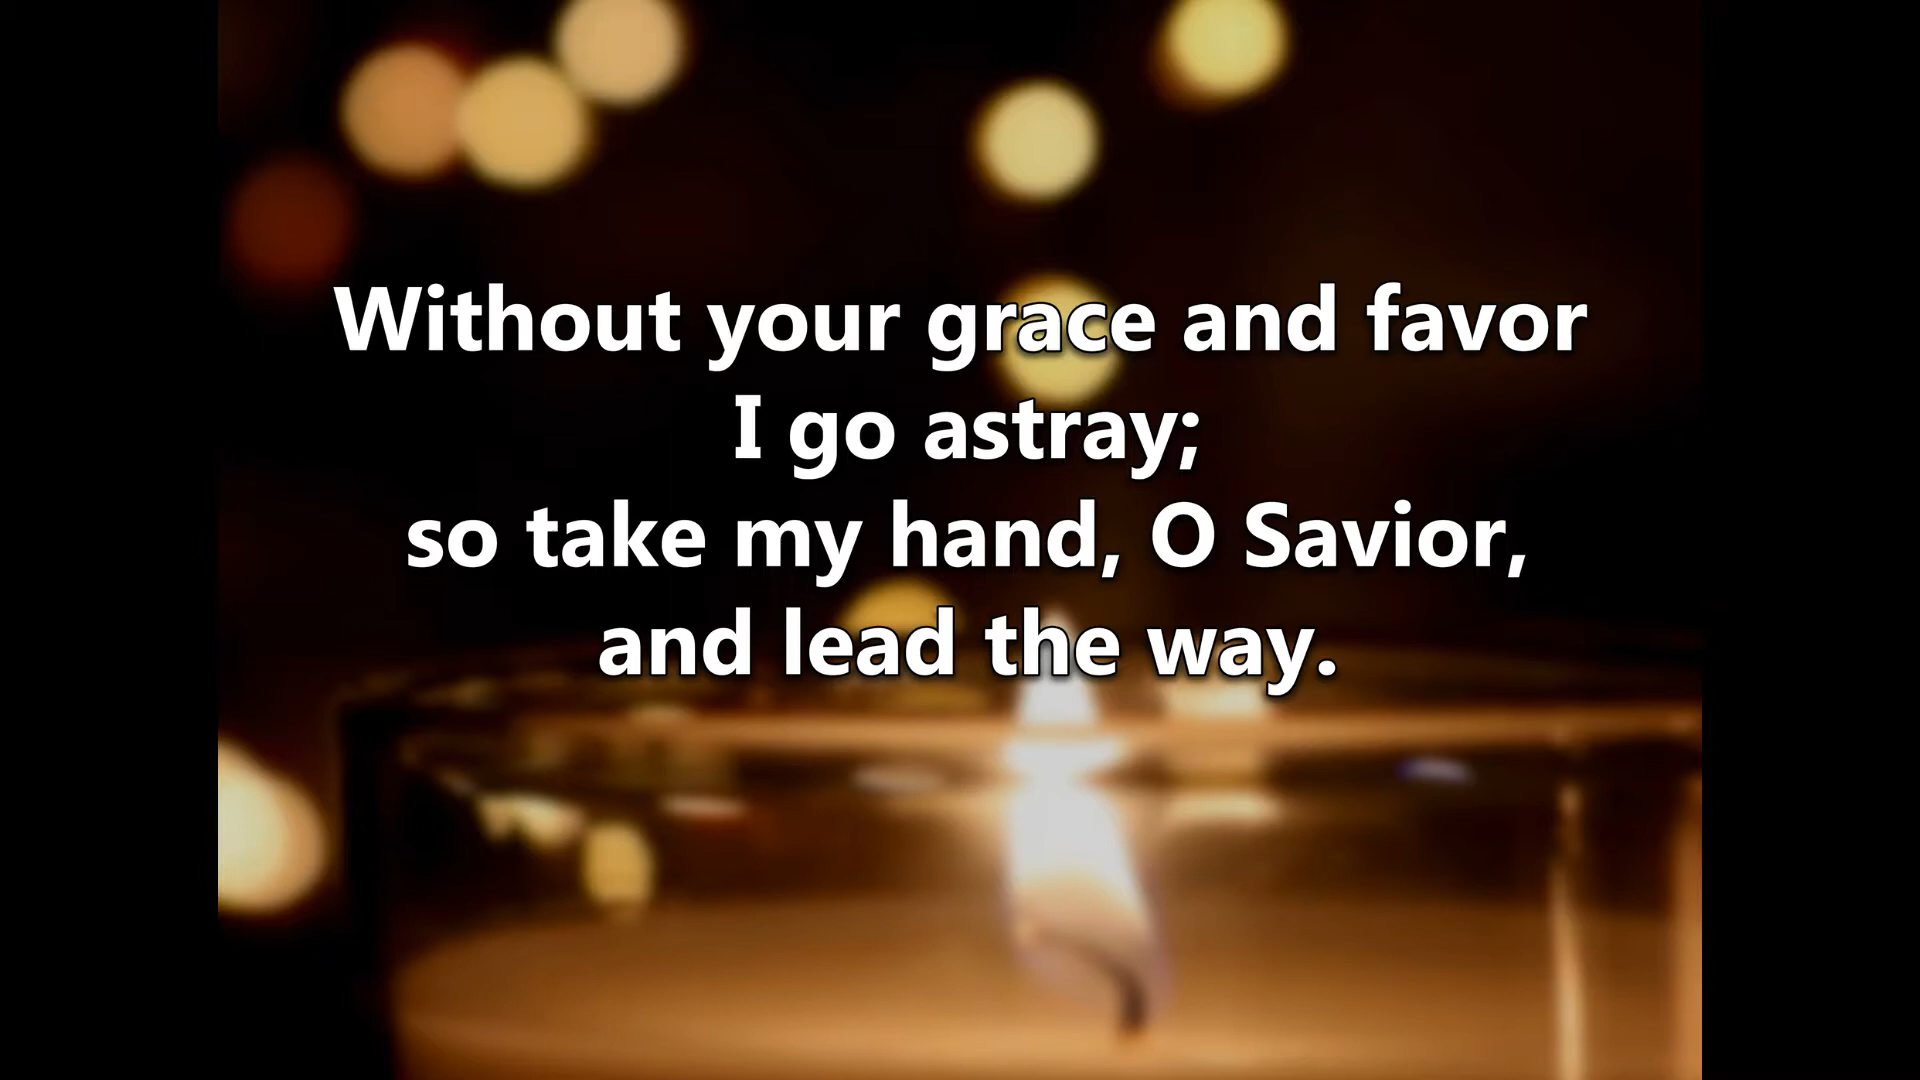 Without your grace and favor
I go astray;
so take my hand, O Savior,
and lead the way.